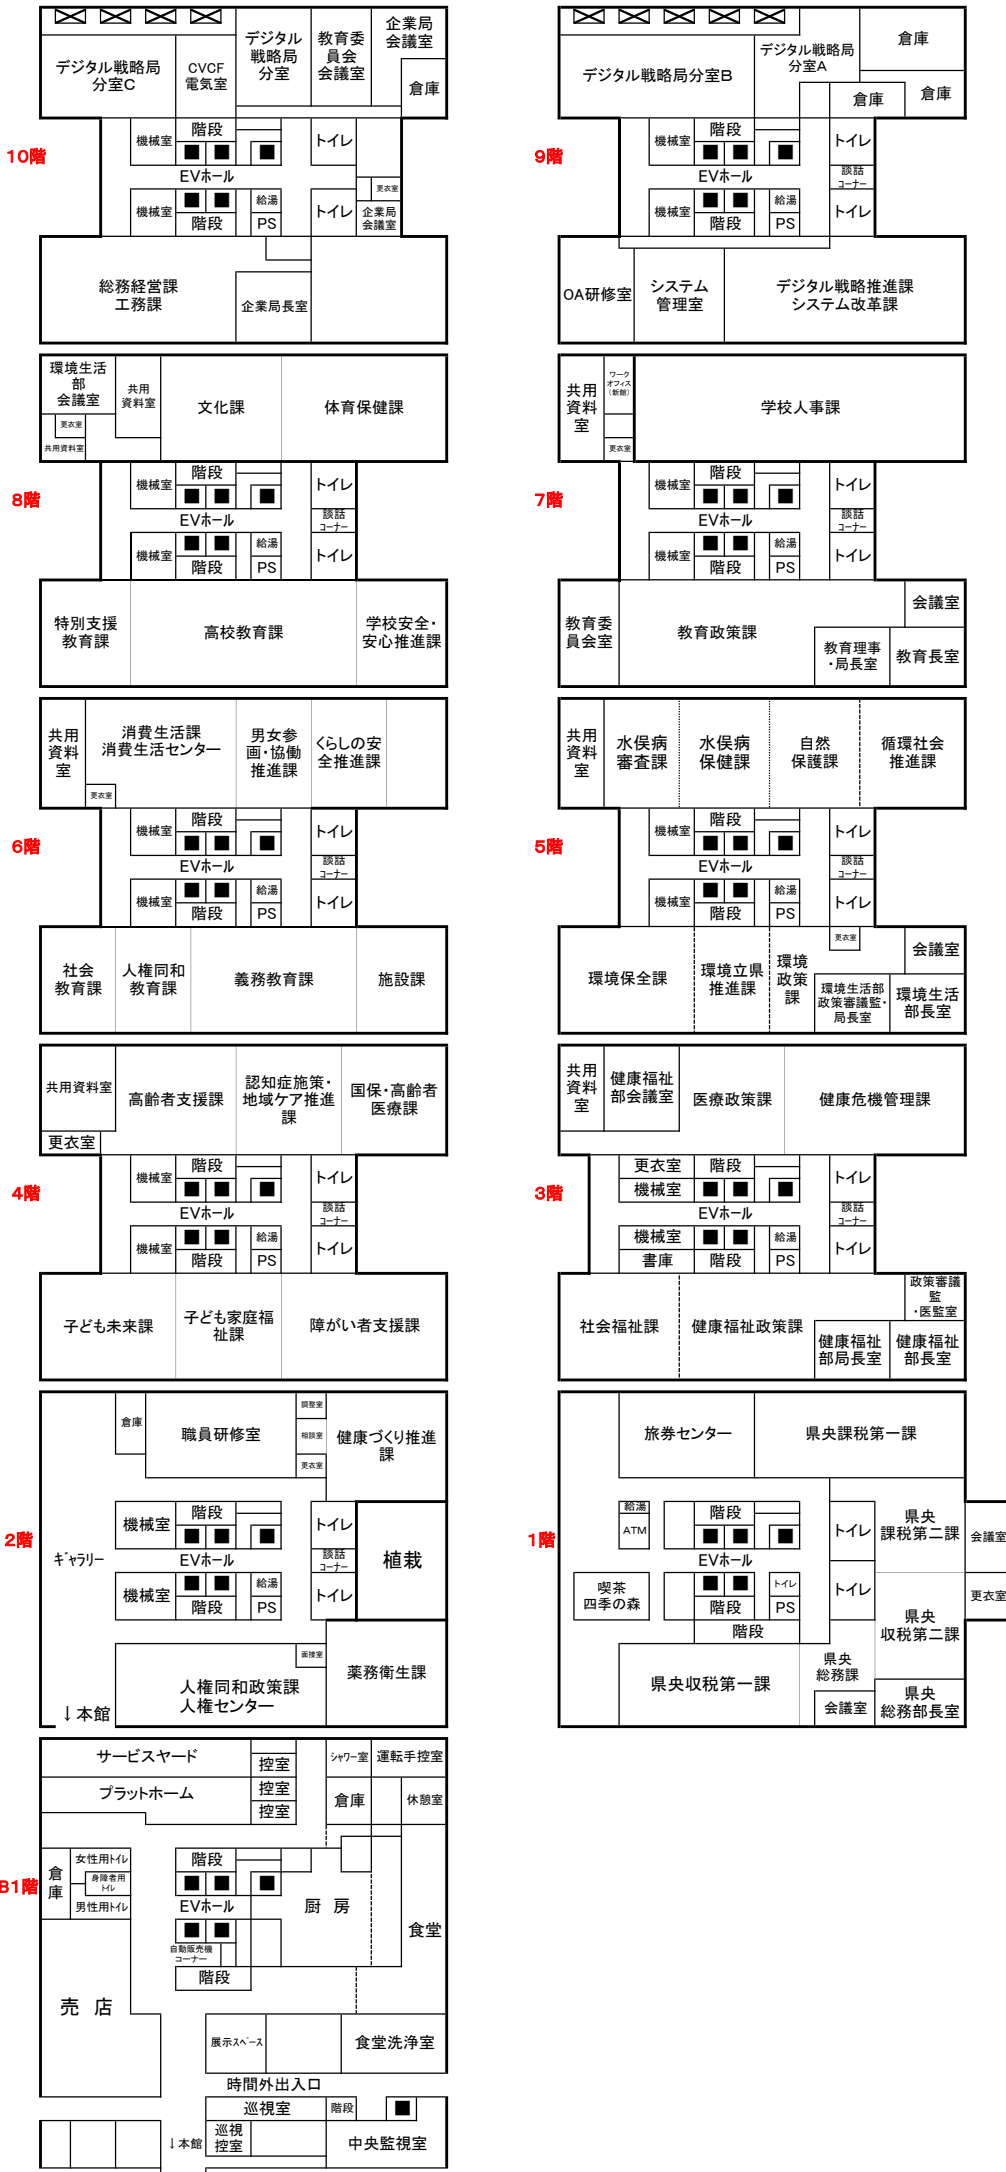 デジタル戦略局
分室C
CVCF
電気室
デジタル
戦略局
分室
教育委
員会
会議室
企業局
会議室
倉庫
10階
機械室
階段
トイレ
EVホール
機械室
階段
給湯
PS
トイレ
更衣室
企業局
会議室
総務経営課
工務課
企業局長室
デジタル戦略局分室B
デジタル戦略局
分室A
倉庫
倉庫
倉庫
9階
機械室
階段
トイレ
EVホール
談話
コーナー
機械室
階段
給湯
PS
トイレ
OA研修室
システム
管理室
デジタル戦略推進課
システム改革課
環境生活
部
会議室
更衣室
共用資料室
共用
資料室
文化課
体育保健課
8階
機械室
階段
トイレ
EVホール
談話
コーナー
機械室
階段
給湯
PS
トイレ
特別支援
教育課
高校教育課
学校安全・
安心推進課
共用
資料
室
ワーク
オフィス
(新館)
更衣室
学校人事課
7階
機械室
階段
トイレ
EVホール
談話
コーナー
機械室
階段
給湯
PS
トイレ
教育委
員会室
教育政策課
教育理事
・局長室
会議室
教育長室
共用
資料
室
消費生活課
消費生活センター
更衣室
男女参
画・協働
推進課
くらしの安
全推進課
6階
機械室
階段
トイレ
EVホール
談話
コーナー
機械室
階段
給湯
PS
トイレ
社会
教育課
人権同和
教育課
義務教育課
施設課
共用
資料
室
水俣病
審査課
水俣病
保健課
自然
保護課
循環社会
推進課
5階
機械室
階段
トイレ
EVホール
談話
コーナー
機械室
階段
給湯
PS
トイレ
環境保全課
環境立県
推進課
環境
政策
課
更衣室
環境生活部
政策審議監・
局長室
会議室
環境生活
部長室
共用資料室
更衣室
高齢者支援課
認知症施策・
地域ケア推進
課
国保・高齢者
医療課
4階
機械室
階段
トイレ
EVホール
談話
コーナー
機械室
階段
給湯
PS
トイレ
子ども未来課
子ども家庭福
祉課
障がい者支援課
共用
資料
室
健康福祉
部会議室
医療政策課
健康危機管理課
3階
更衣室
機械室
階段
トイレ
EVホール
談話
コーナー
機械室
書庫
階段
給湯
PS
トイレ
社会福祉課
健康福祉政策課
健康福祉
部局長室
政策審議
監
・医監室
健康福祉
部長室
倉庫
職員研修室
調整室
相談室
更衣室
健康づくり推進
課
2階
ギャラリー
機械室
階段
トイレ
EVホール
談話
コーナー
植栽
機械室
階段
給湯
PS
トイレ
面接室
人権同和政策課
人権センター
薬務衛生課
↓本館
旅券センター
県央課税第一課
1階
給湯
ATM
階段
トイレ
県央
課税第二課
会議室
EVホール
喫茶
四季の森
階段
トイレ
PS
トイレ
更衣室
階段
県央
収税第二課
県央収税第一課
県央
総務課
会議室
県央
総務部長室
サービスヤード
プラットホーム
控室
控室
控室
シャワー室
運転手控室
倉庫
休憩室
B1階
倉
庫
女性用トイレ
身障者用
トイレ
男性用トイレ
階段
EVホール
自動販売機
コーナー
階段
厨 房
食堂
売 店
展示スペース
食堂洗浄室
時間外出入口
巡視室
階段
↓本館
巡視
控室
中央監視室